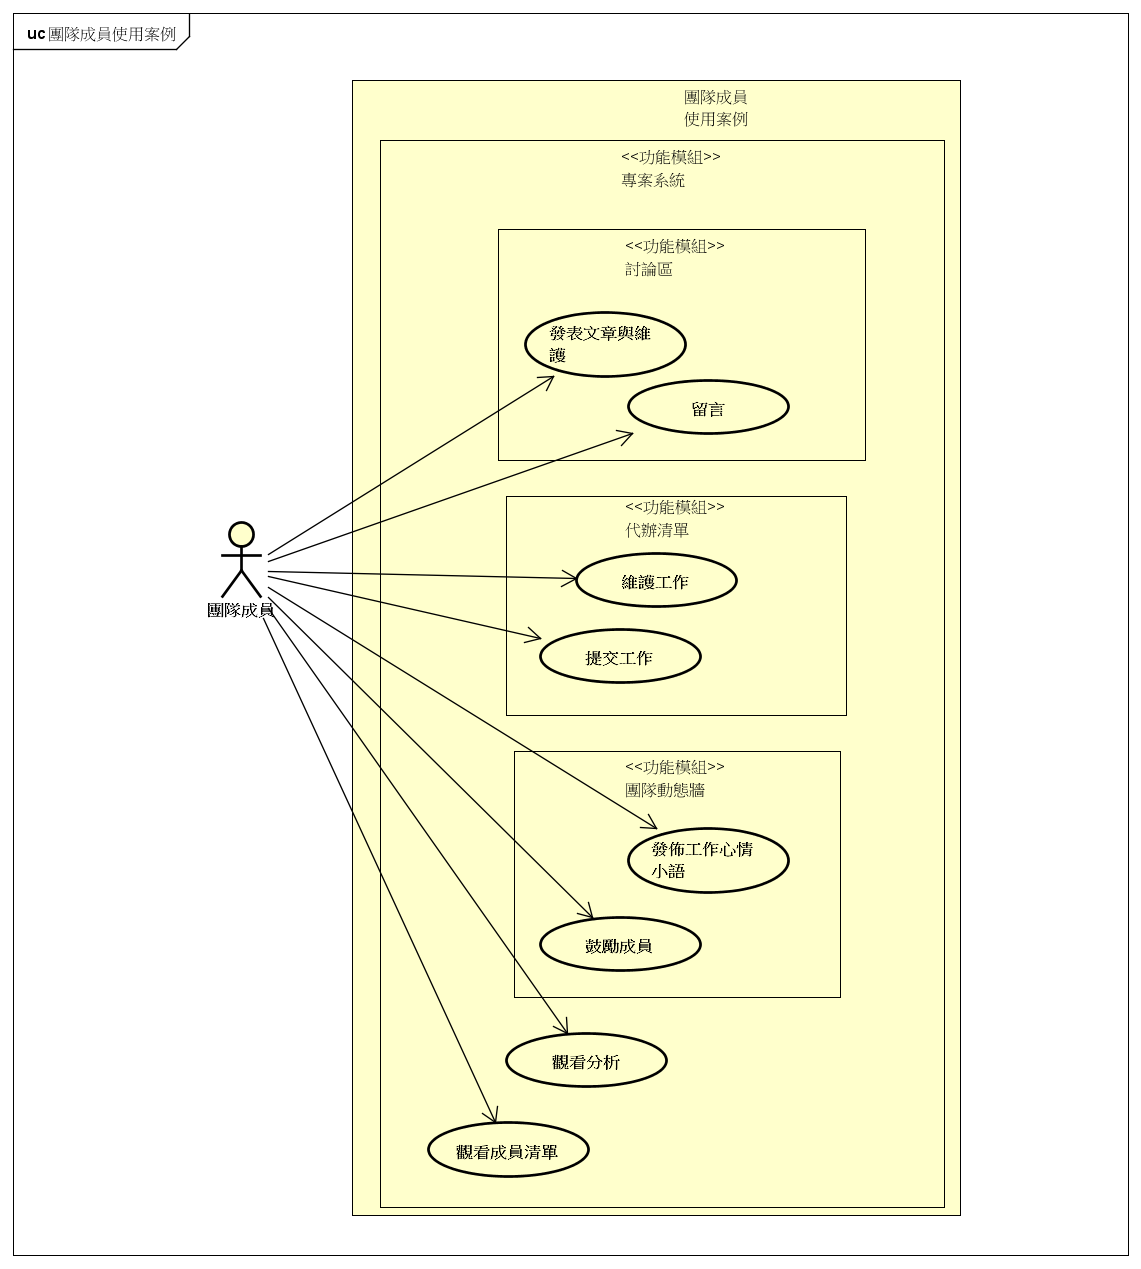 uc 團隊成員使用案例
團隊成員
使用案例
<<功能模組>>
專案系統
<<功能模組>>
討論區
發表文章與維
護
留言
<<功能模組>>
代辦清單
維護工作
提交工作
團隊成員
<<功能模組>>
團隊動態牆
發佈工作心情
小語
鼓勵成員
觀看分析
觀看成員清單